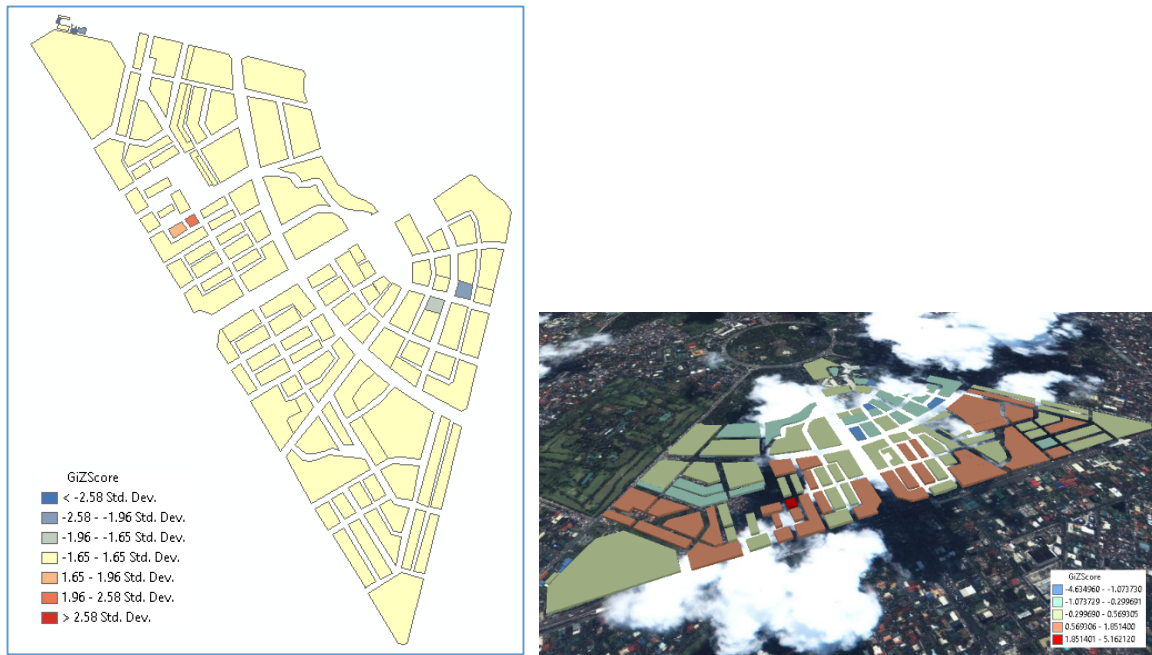 GiZScore
< -2.58 Std. Dev.
-2.58 - -1.96 Std. Dev.
-1.96 - -1.65 Std. Dev.
-1.65 - 1.65 Std. Dev.
1.65 - 1.96 Std. Dev.
1.96 - 2.58 Std. Dev.
> 2.58 Std. Dev.
GiZScore
-4.634960 - -1.073730
-1.073729 - -0.299691
-0.299690 - 0.569305
0.569306 - 1.851400
1.851401 - 5.162120